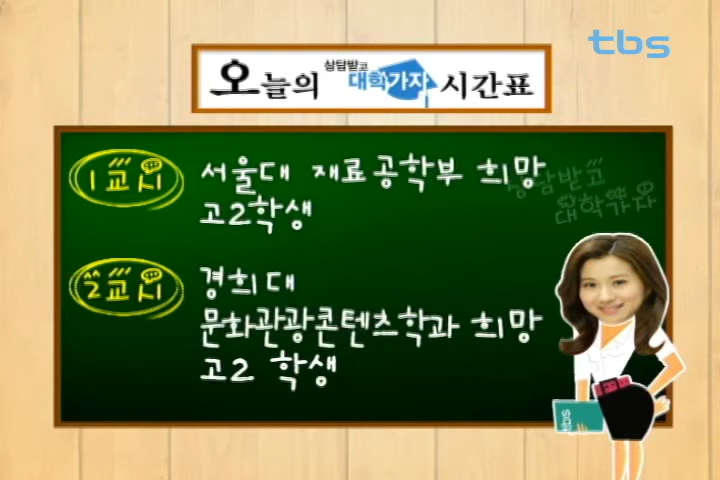 tbs
오늘의 상담받고 대학가자 시간표
1교시 서울대 재료공학부 희망
고2학생
상담받고
대학가자
2교시 경희대
문화관광콘텐츠학과 희망
고2 학생
tbs